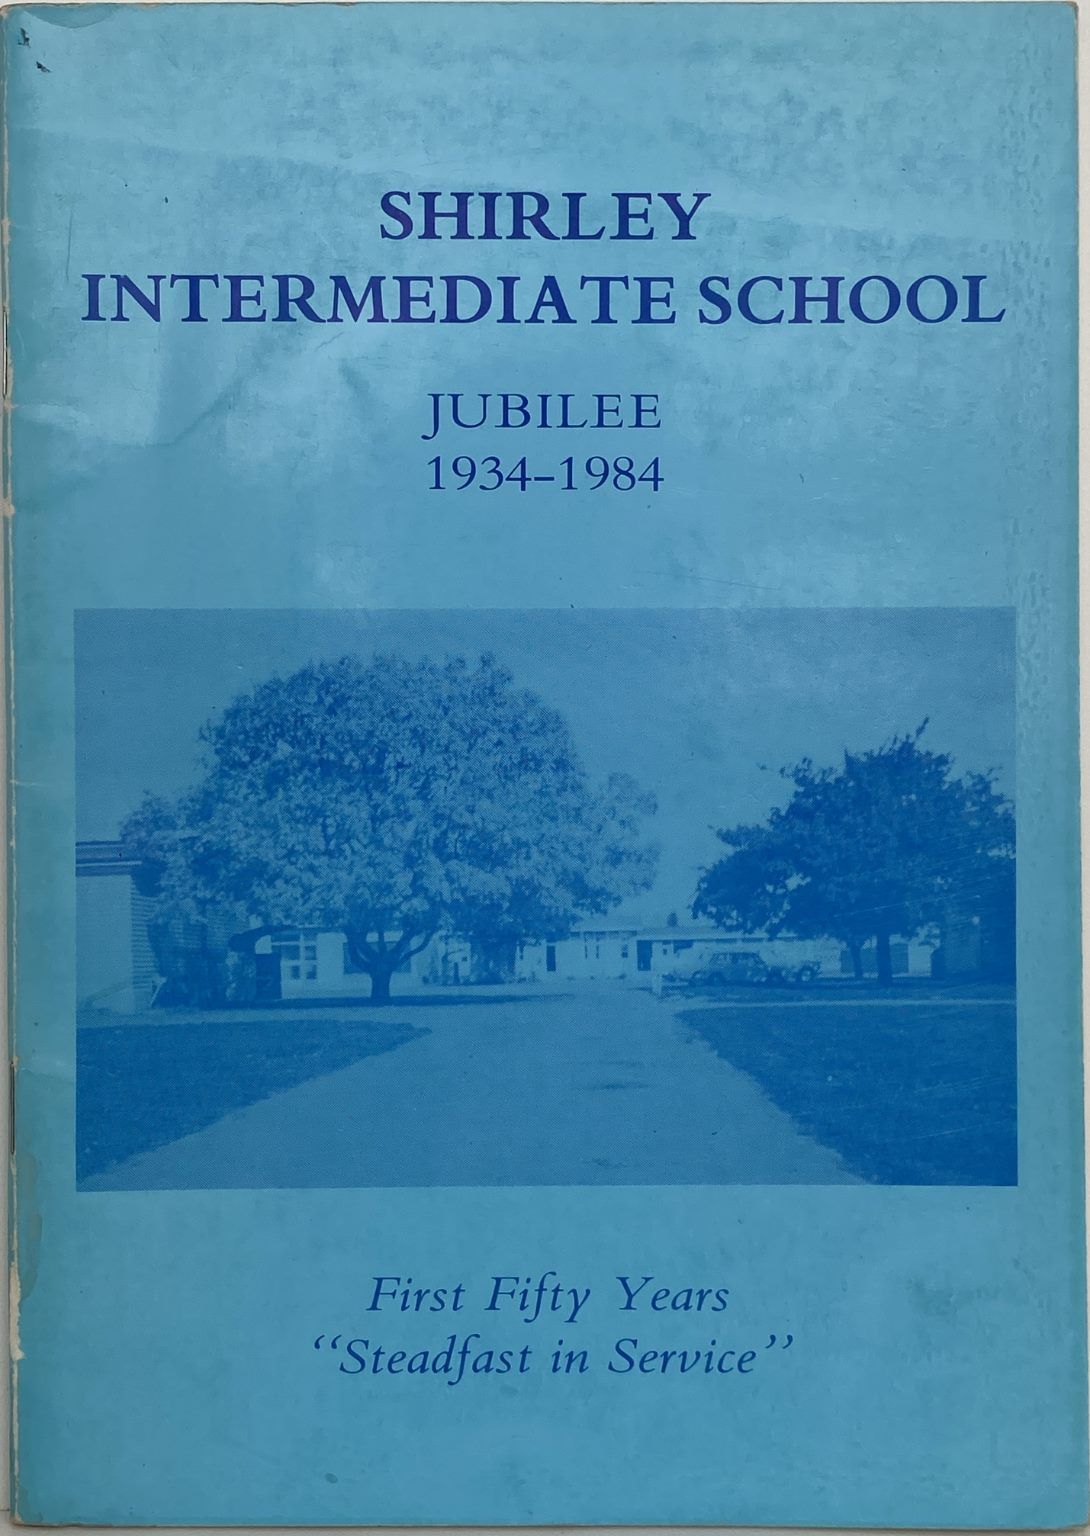 SHIRLEY
INTERMEDIATE SCHOOL
JUBILEE
1934–1984
First Fifty Years
“Steadfast in Service”